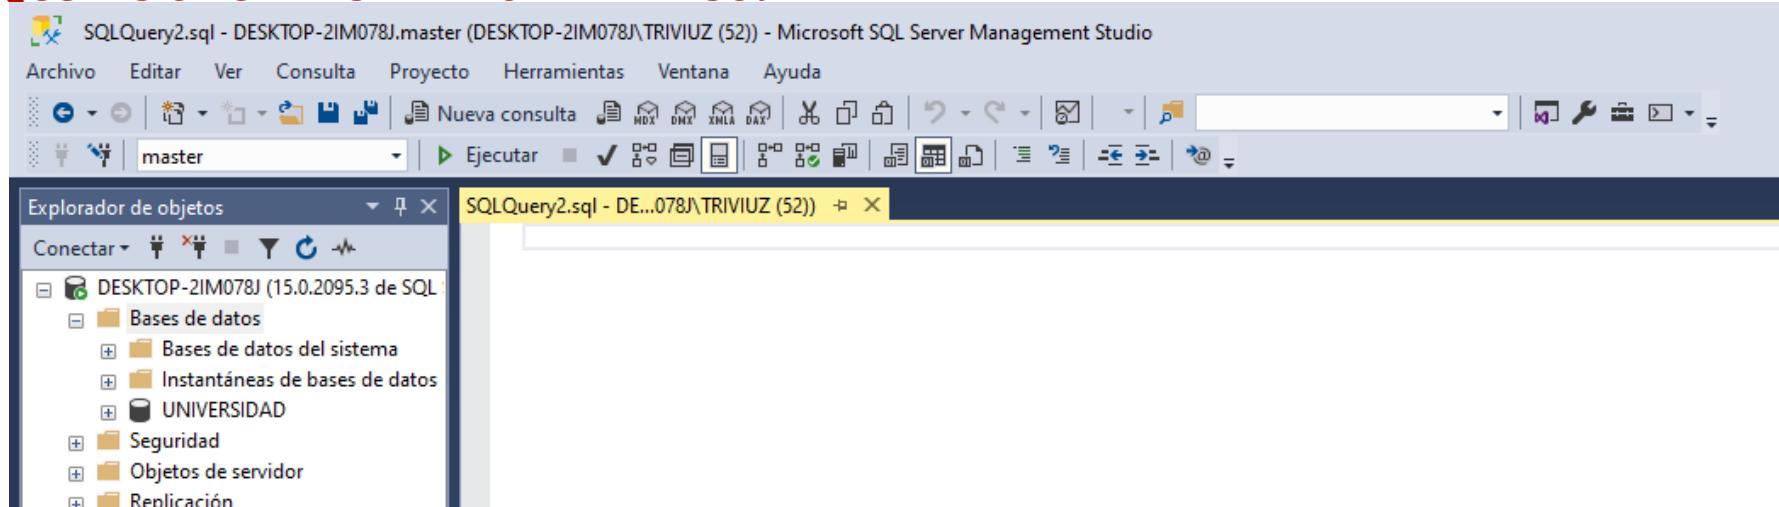 SQLQuery2.sql - DESKTOP-2IM078J.master (DESKTOP-2IM078J\TRIVIUZ (52)) - Microsoft SQL Server Management Studio
Archivo Editar Ver Consulta Proyecto Herramientas Ventana Ayuda
Nueva consulta MDX DMX XMLA DAX
master Ejecutar
Explorador de objetos
SQLQuery2.sql - DE...078J\TRIVIUZ (52))
Conectar
DESKTOP-2IM078J (15.0.2095.3 de SQL
Bases de datos
Bases de datos del sistema
Instantáneas de bases de datos
UNIVERSIDAD
Seguridad
Objetos de servidor
Replicación